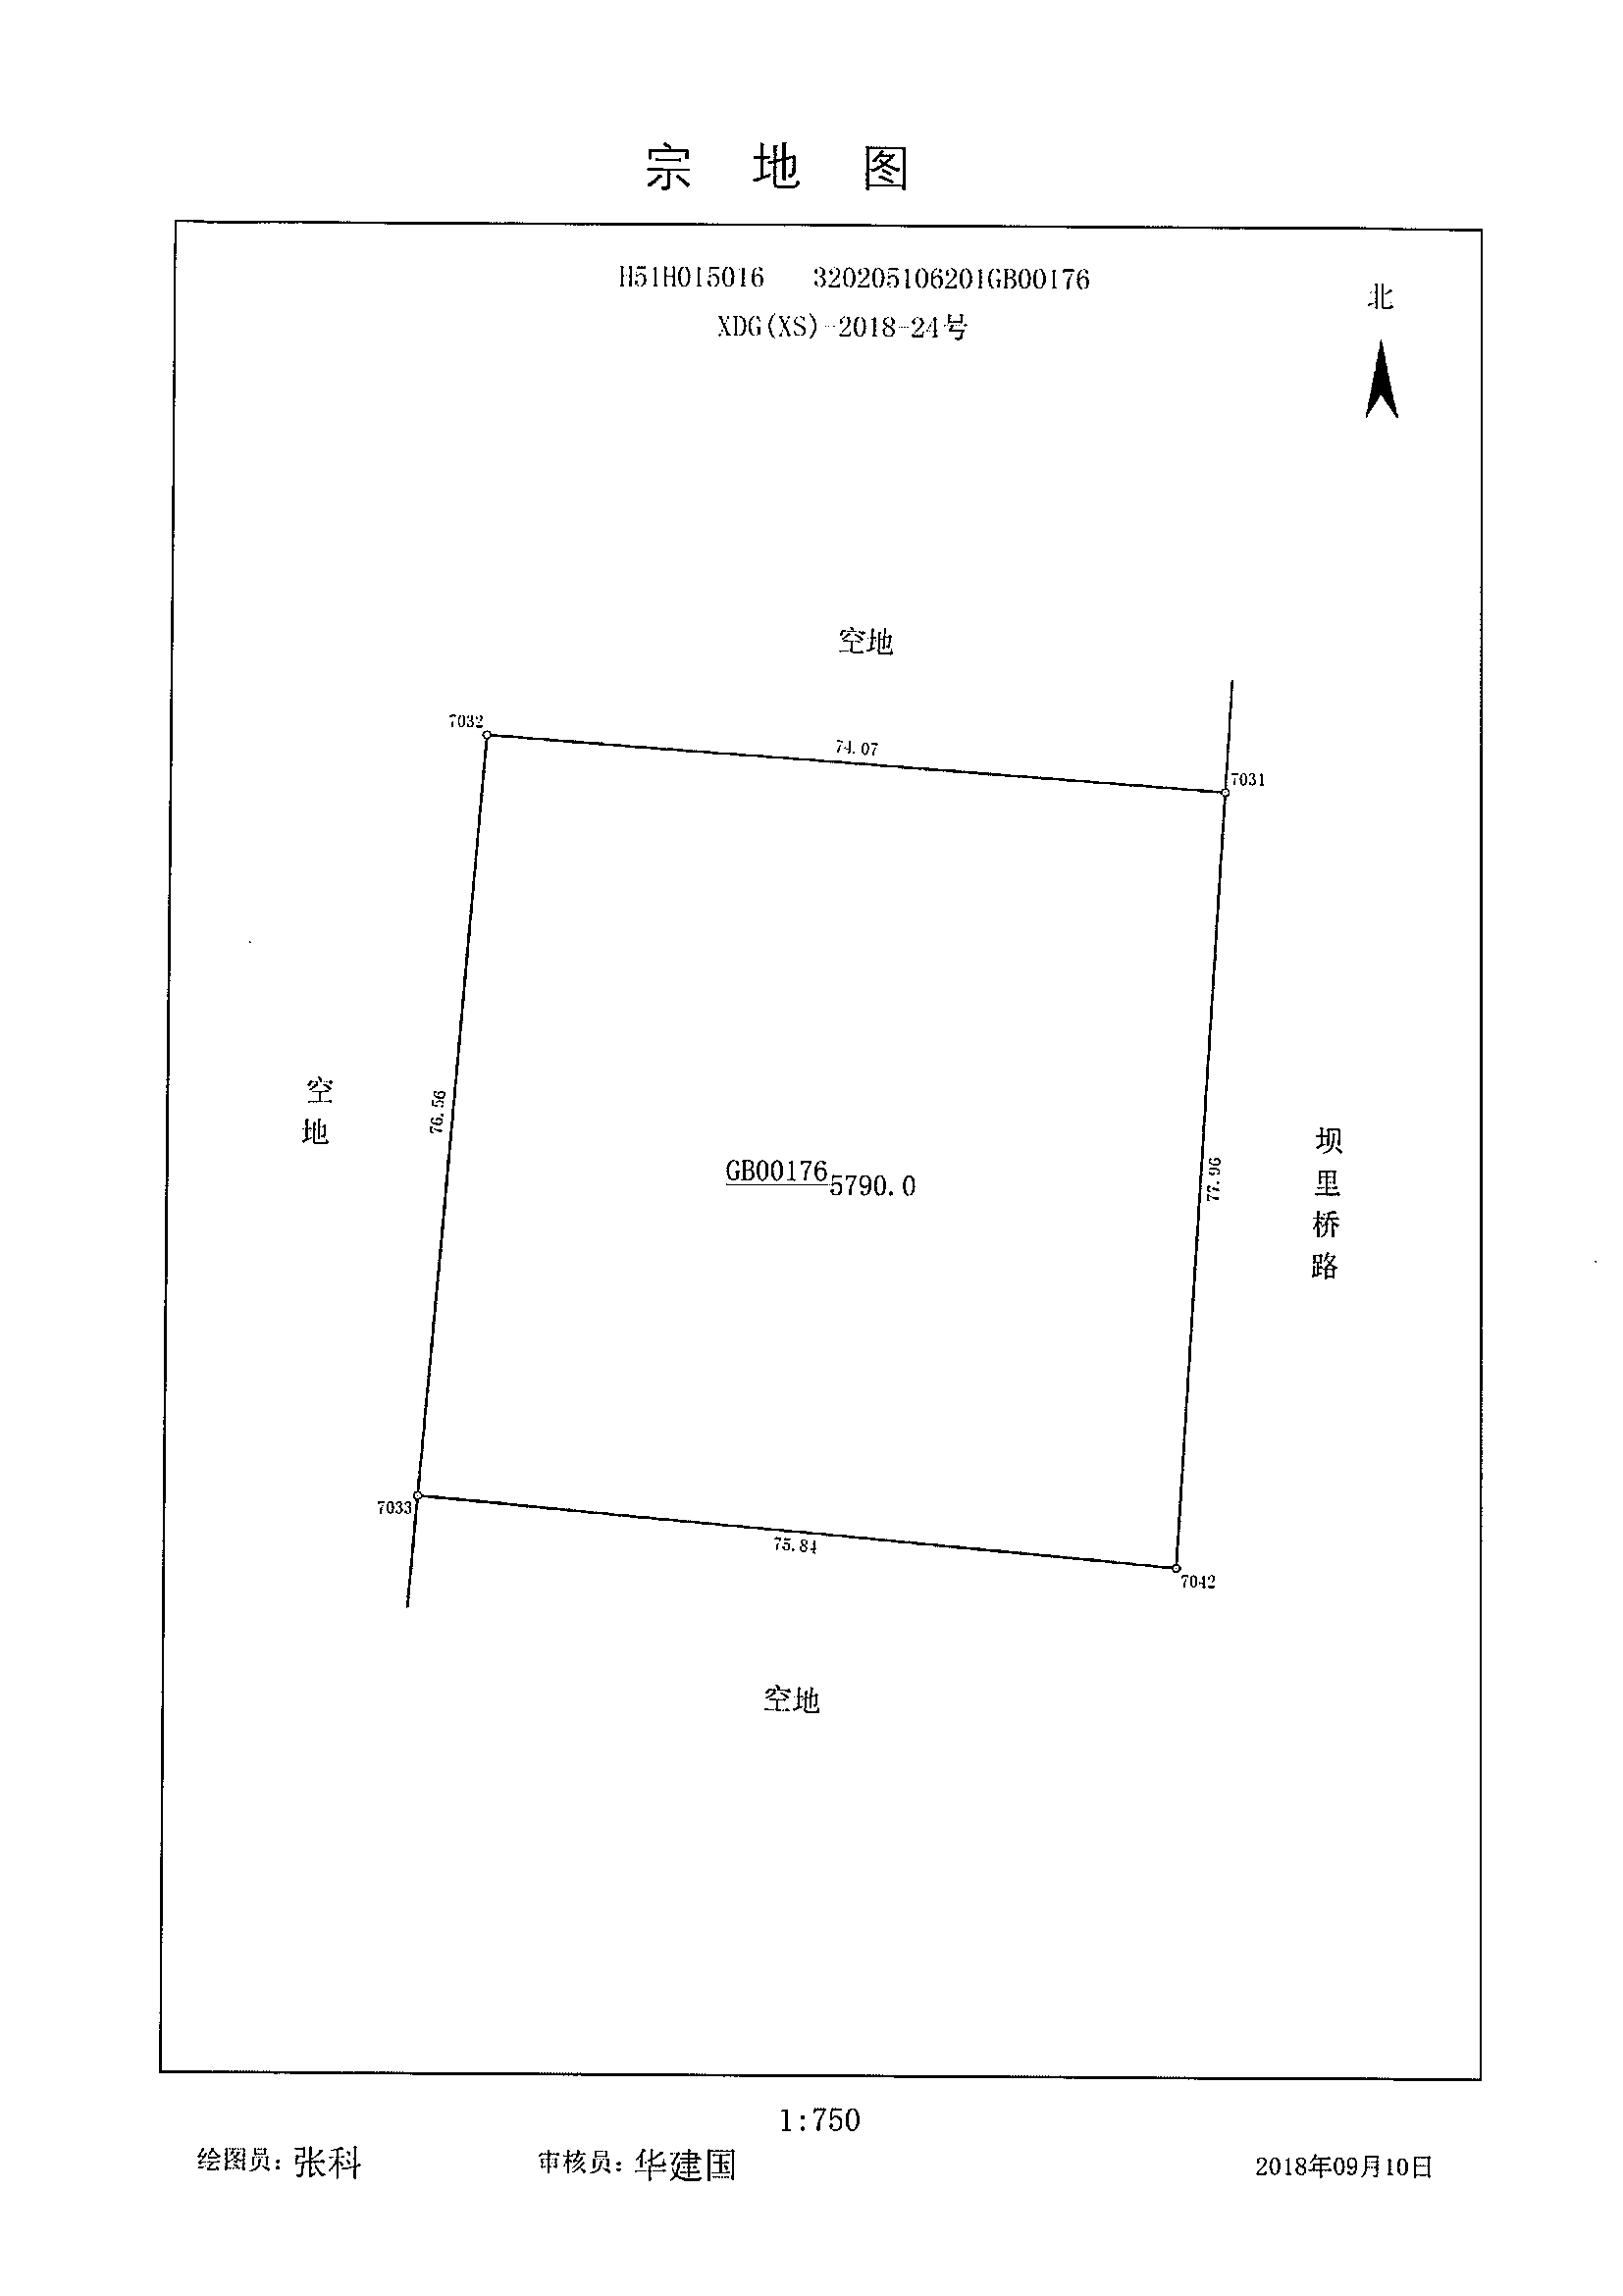 宗 地 图
H51H015016 320205106201GB00176
XDG(XS)-2018-24号
北
空地
7032
74.07
7031
空地
76.56
GB00176 5790.0
77.96
坝里桥路
7033
75.84
7042
空地
1:750
绘图员：张科 审核员：华建国 2018年09月10日